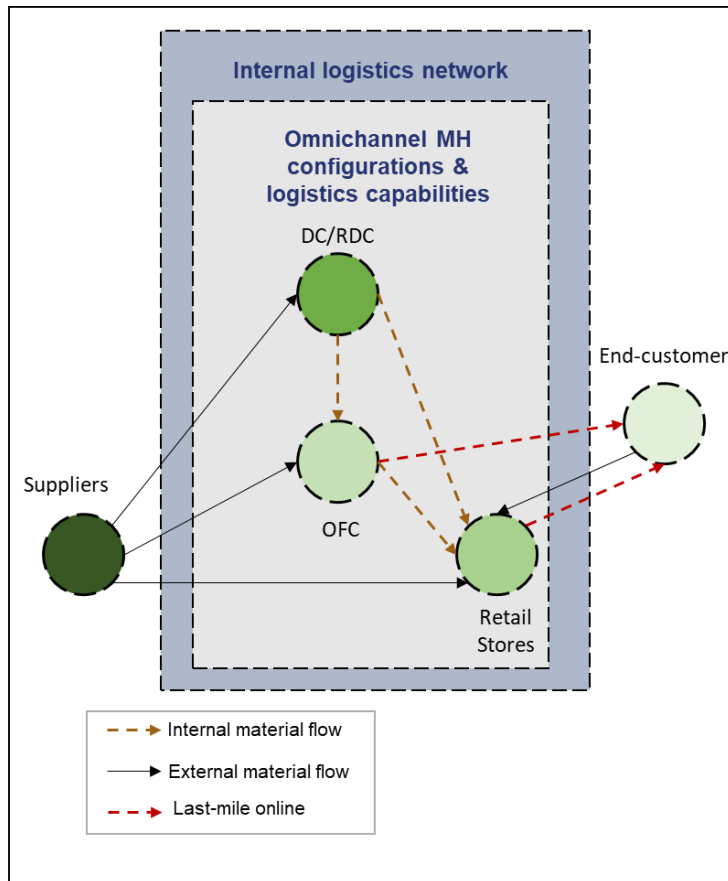 Internal logistics network
Omnichannel MH
configurations &
logistics capabilities
DC/RDC
End-customer
Suppliers
OFC
Retail
Stores
Internal material flow
External material flow
Last-mile online